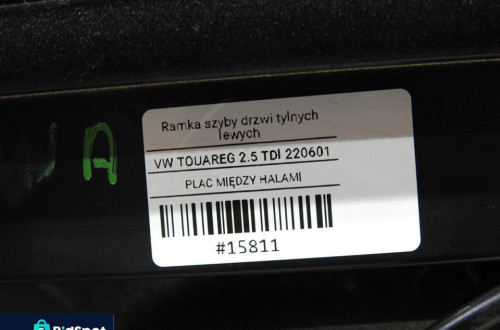 Ramka szyby drzwi tylnych
lewych
VW TOUAREG 2.5 TDI 220601
PLAC MIĘDZY HALAMI
#15811
A